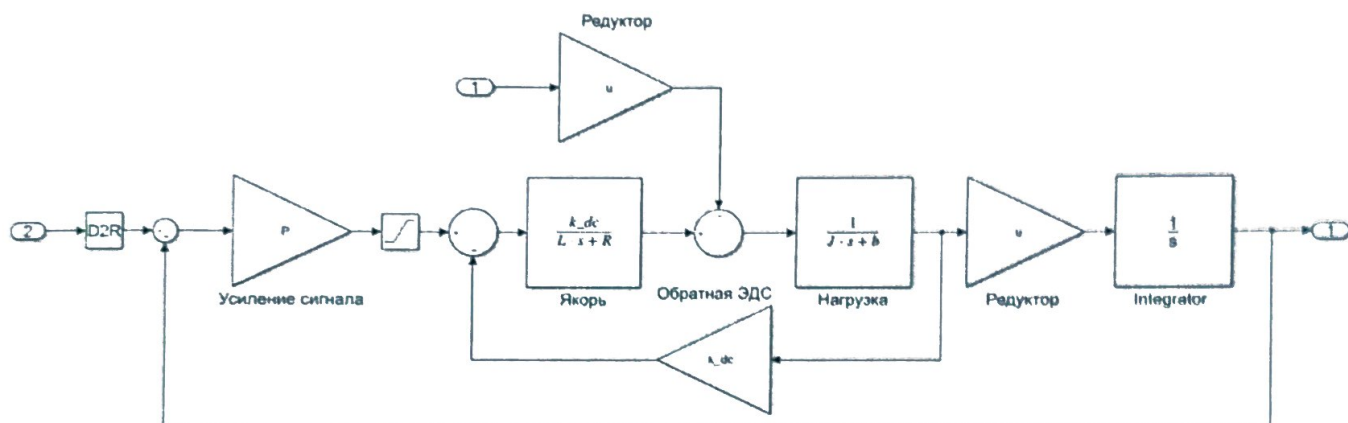 Редуктор
1
u
2
D2R
P
k_dc
L s + R
1
J · s + b
u
1
s
1
Усиление сигнала
Якорь
Обратная ЭДС
Нагрузка
Редуктор
Integrator
k_dc